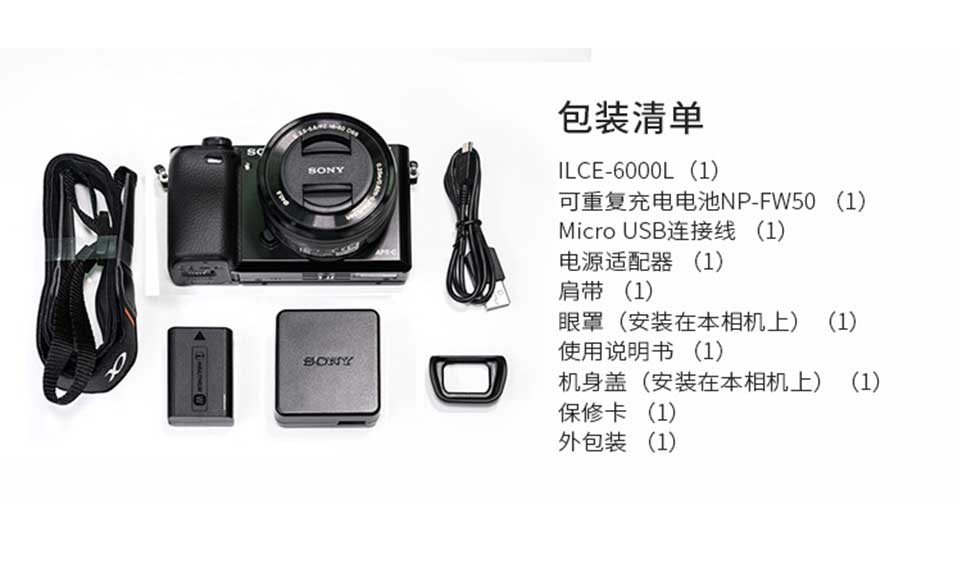 包装清单
ILCE-6000L（1）
可重复充电电池NP-FW50 （1）
Micro USB连接线 （1）
电源适配器 （1）
肩带 （1）
眼罩（安装在本相机上） （1）
使用说明书 （1）
机身盖（安装在本相机上） （1）
保修卡 （1）
外包装 （1）
SONY
SONY
APS-C